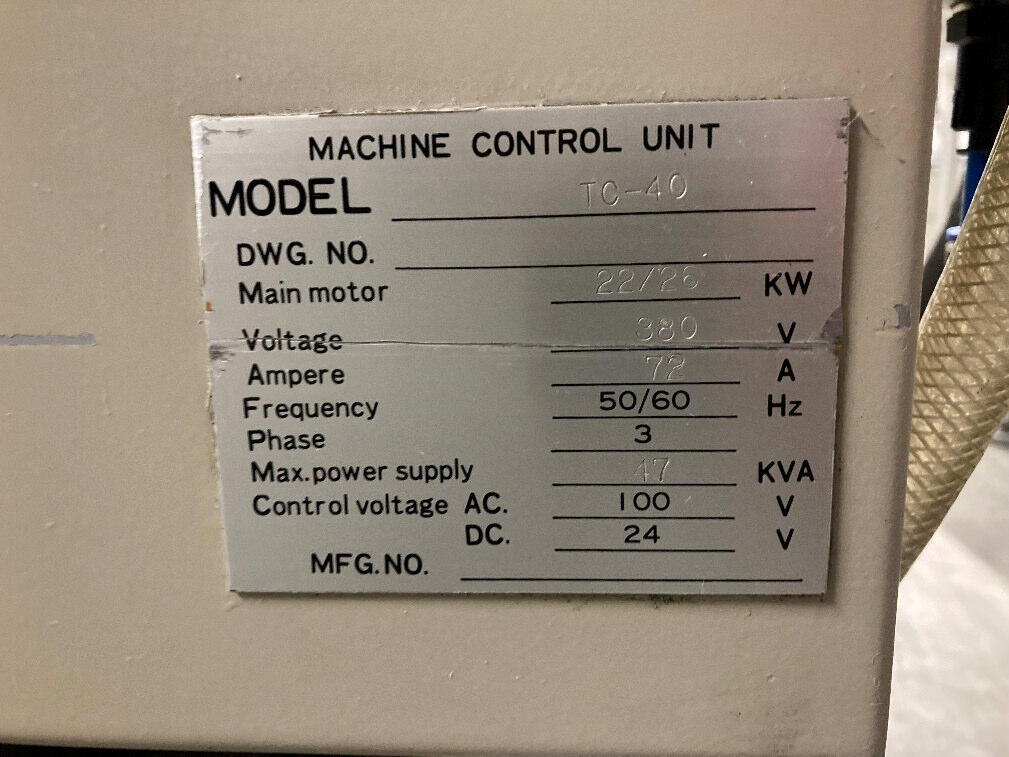 MACHINE CONTROL UNIT
MODEL TC-40
DWG. NO.
Main motor 22/26 KW
Voltage 380 V
Ampere 72 A
Frequency 50/60 Hz
Phase 3
Max.power supply 47 KVA
Control voltage AC. 100 V
DC. 24 V
MFG.NO.